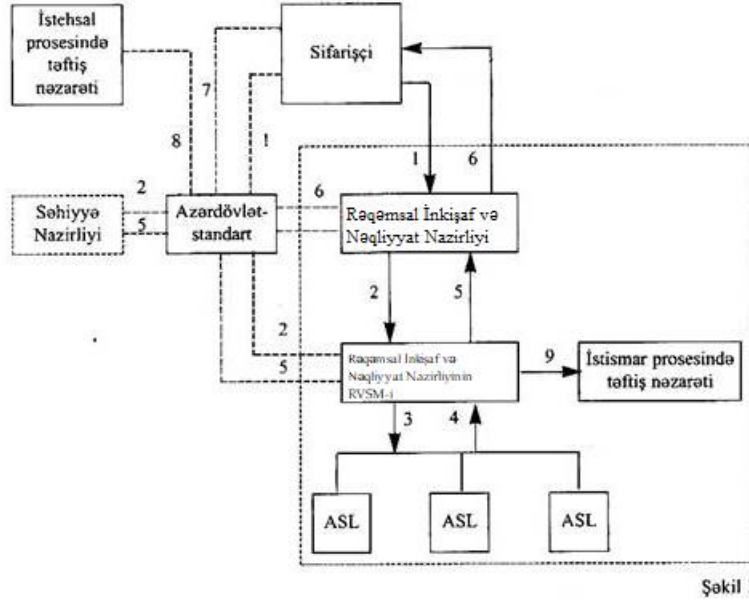 İstehsal
prosesində
təftiş
nəzarəti
Sifarişçi
7
1
8
1
6
2
5
Səhiyyə
Nazirliyi
Azərdövlət-
standart
6
Rəqəmsal İnkişaf və
Nəqliyyat Nazirliyi
2
5
2
5
Rəqəmsal İnkişaf və
Nəqliyyat Nazirliyinin
RVSM-i
9
İstismar prosesində
təftiş nəzarəti
3
4
ASL
ASL
ASL
Şəkil